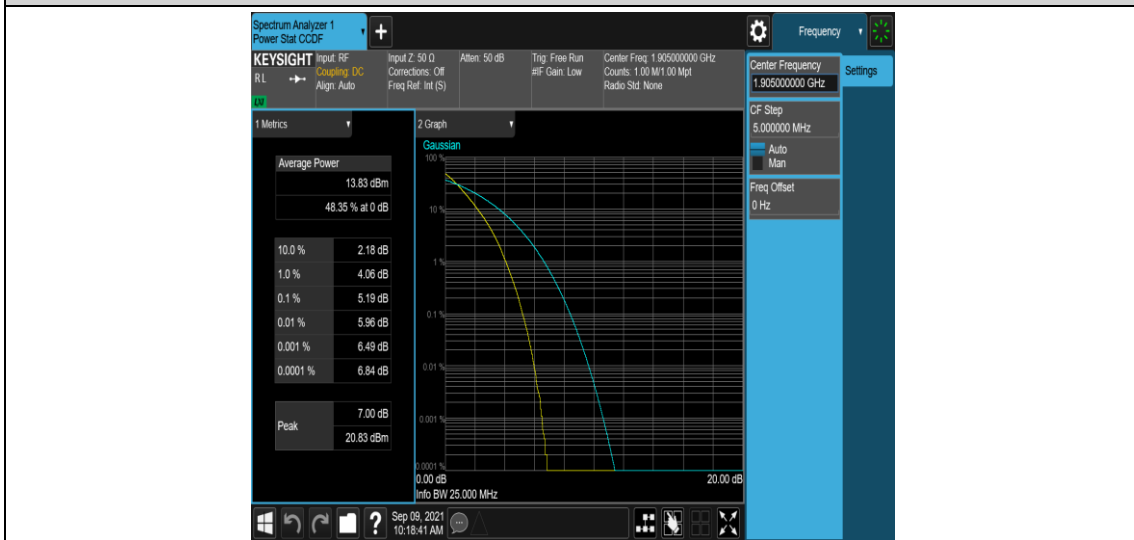 Spectrum Analyzer 1
Power Stat CCDF
+
Frequency
KEYSIGHT
Input: RF
Input Z: 50 Ω
Atten: 50 dB
Trig: Free Run
Center Freq: 1.905000000 GHz
RL
Coupling: DC
Corrections: Off
#IF Gain: Low
Counts: 1.00 M/1.00 Mpt
Align: Auto
Freq Ref: Int (S)
Radio Std: None
Center Frequency
1.905000000 GHz
Settings
CF Step
5.000000 MHz
Auto
Man
Freq Offset
0 Hz
1 Metrics
Average Power
13.83 dBm
48.35 % at 0 dB
10.0 % 2.18 dB
1.0 % 4.06 dB
0.1 % 5.19 dB
0.01 % 5.96 dB
0.001 % 6.49 dB
0.0001 % 6.84 dB
Peak
7.00 dB
20.83 dBm
2 Graph
Gaussian
100 %
10 %
1 %
0.1 %
0.01 %
0.001 %
0.0001 %
0.00 dB
20.00 dB
Info BW 25.000 MHz
?
Sep 09, 2021
10:18:41 AM